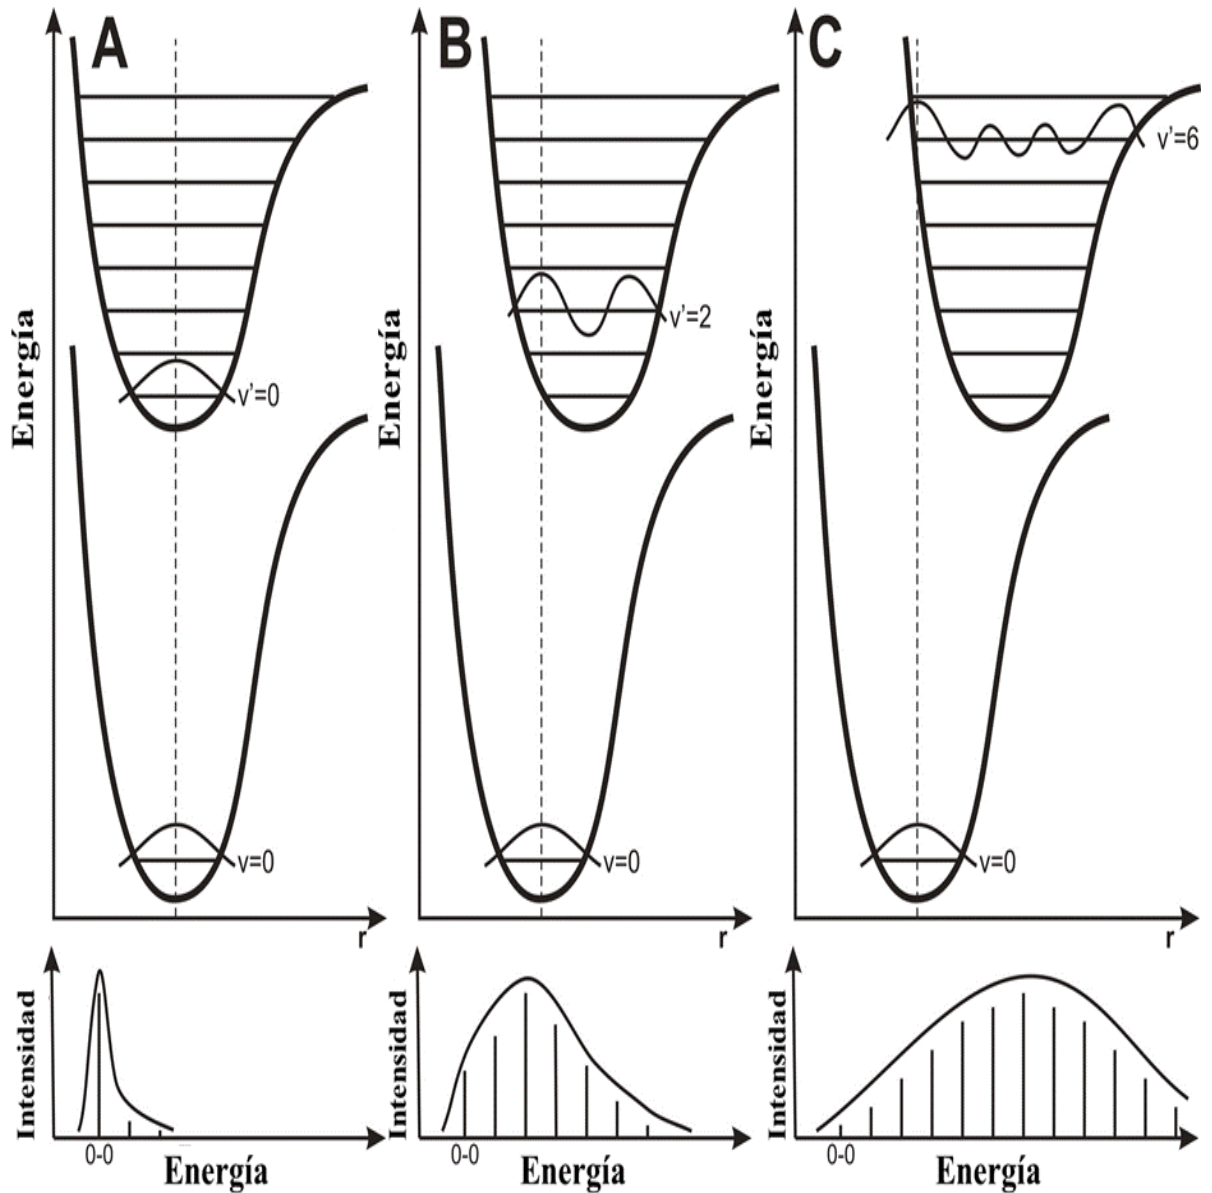 A
B
C
Energía
v'=0
v=0
r
Energía
v'=2
v=0
r
Energía
v'=6
v=0
r
Intensidad
0-0
Energía
Intensidad
0-0
Energía
Intensidad
0-0
Energía